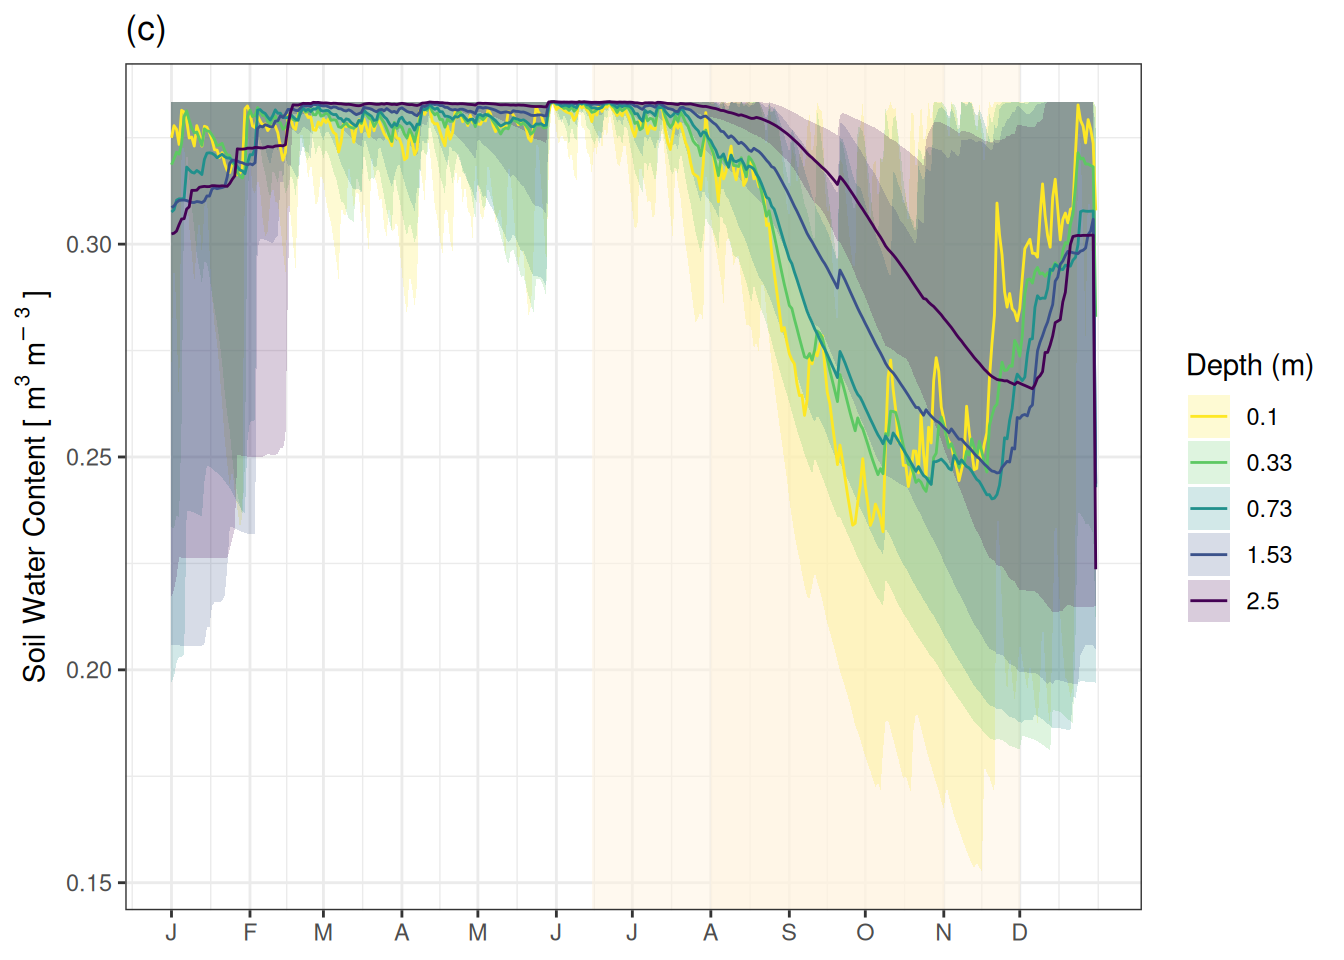 (c)
Soil Water Content [ m³ m⁻³ ]
0.30
0.25
0.20
0.15
J F M A M J J A S O N D
Depth (m)
0.1
0.33
0.73
1.53
2.5